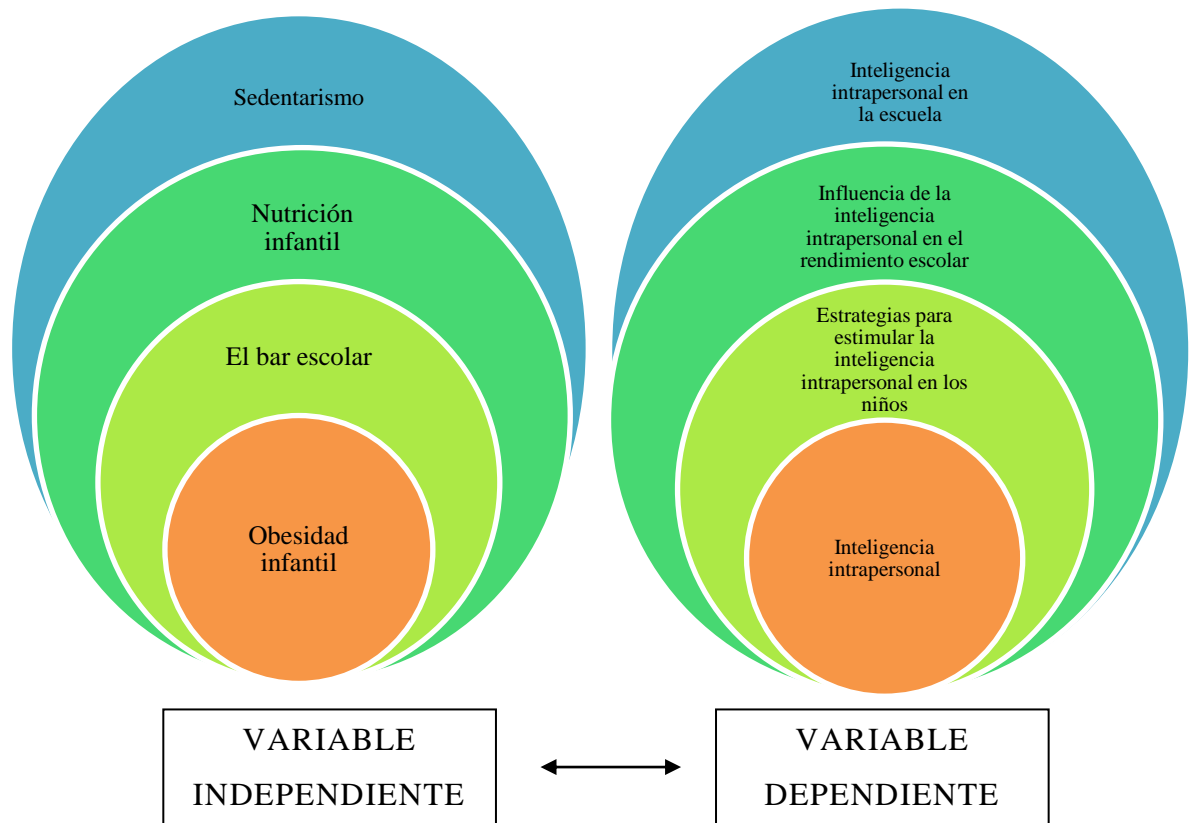 Sedentarismo
Nutrición
infantil
El bar escolar
Obesidad
infantil
Inteligencia
intrapersonal en
la escuela
Influencia de la
inteligencia
intrapersonal en el
rendimiento escolar
Estrategias para
estimular la
inteligencia
intrapersonal en los
niños
Inteligencia
intrapersonal
VARIABLE
INDEPENDIENTE
VARIABLE
DEPENDIENTE